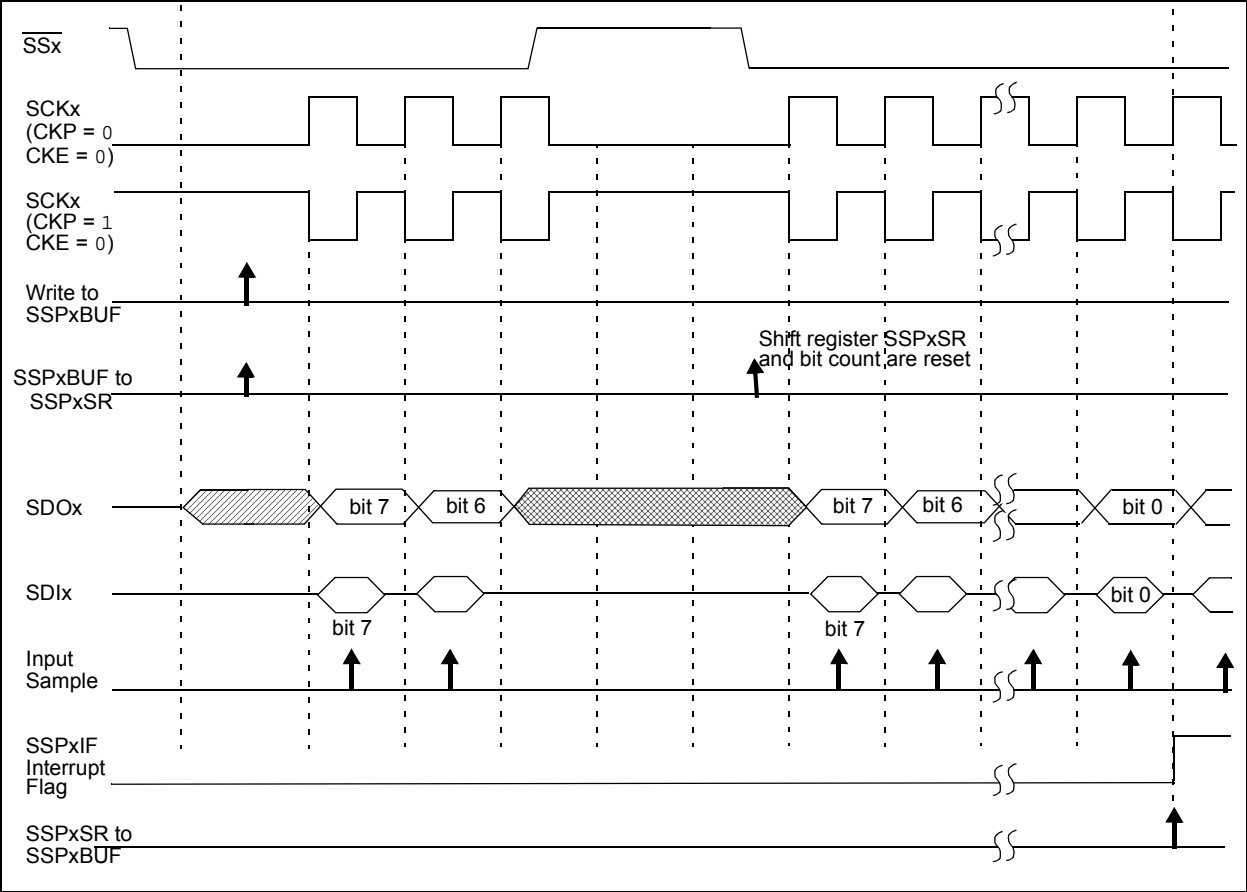 SSx
SCKx
(CKP = 0
CKE = 0)
SCKx
(CKP = 1
CKE = 0)
Write to
SSPxBUF
Shift register SSPxSR
and bit count are reset
SSPxBUF to
SSPxSR
SDOx
bit 7
bit 6
bit 7
bit 6
bit 0
SDIx
bit 0
bit 7
bit 7
Input
Sample
SSPxIF
Interrupt
Flag
SSPxSR to
SSPxBUF